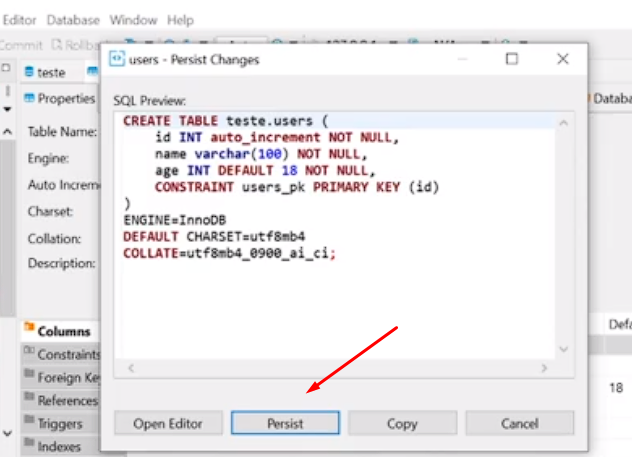 Editor Database Window Help
Commit Rollba
teste
users - Persist Changes
Properties
Databa
SQL Preview:
CREATE TABLE teste.users (
id INT auto_increment NOT NULL,
name varchar(100) NOT NULL,
age INT DEFAULT 18 NOT NULL,
CONSTRAINT users_pk PRIMARY KEY (id)
)
ENGINE=InnoDB
DEFAULT CHARSET=utf8mb4
COLLATE=utf8mb4_0900_ai_ci;
Table Name:
Engine:
Auto Increm
Charset:
Collation:
Description:
Columns
Defa
Constraints
Foreign Ke
18
References
Triggers
Indexes
Open Editor Persist Copy Cancel